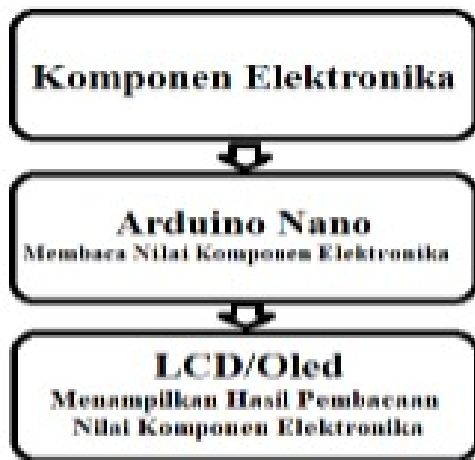 Komponen Elektronika
Arduino Nano
Membaca Nilai Komponen Elektronika
LCD/Oled
Menampilkan Hasil Pembacaan
Nilai Komponen Elektronika